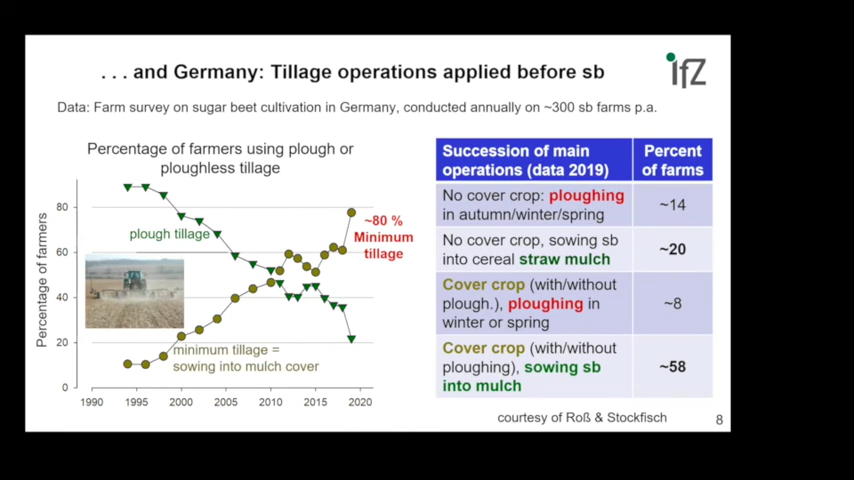 . . . and Germany: Tillage operations applied before sb
ifZ
Data: Farm survey on sugar beet cultivation in Germany, conducted annually on ~300 sb farms p.a.
Percentage of farmers using plough or
ploughless tillage
Percentage of farmers
80
60
40
20
0
1990
1995
2000
2005
2010
2015
2020
plough tillage
~80 %
Minimum
tillage
minimum tillage =
sowing into mulch cover
Succession of main
operations (data 2019)
Percent
of farms
No cover crop: ploughing
in autumn/winter/spring
~14
No cover crop, sowing sb
into cereal straw mulch
~20
Cover crop (with/without
plough.), ploughing in
winter or spring
~8
Cover crop (with/without
ploughing), sowing sb
into mulch
~58
courtesy of Roß & Stockfisch
8